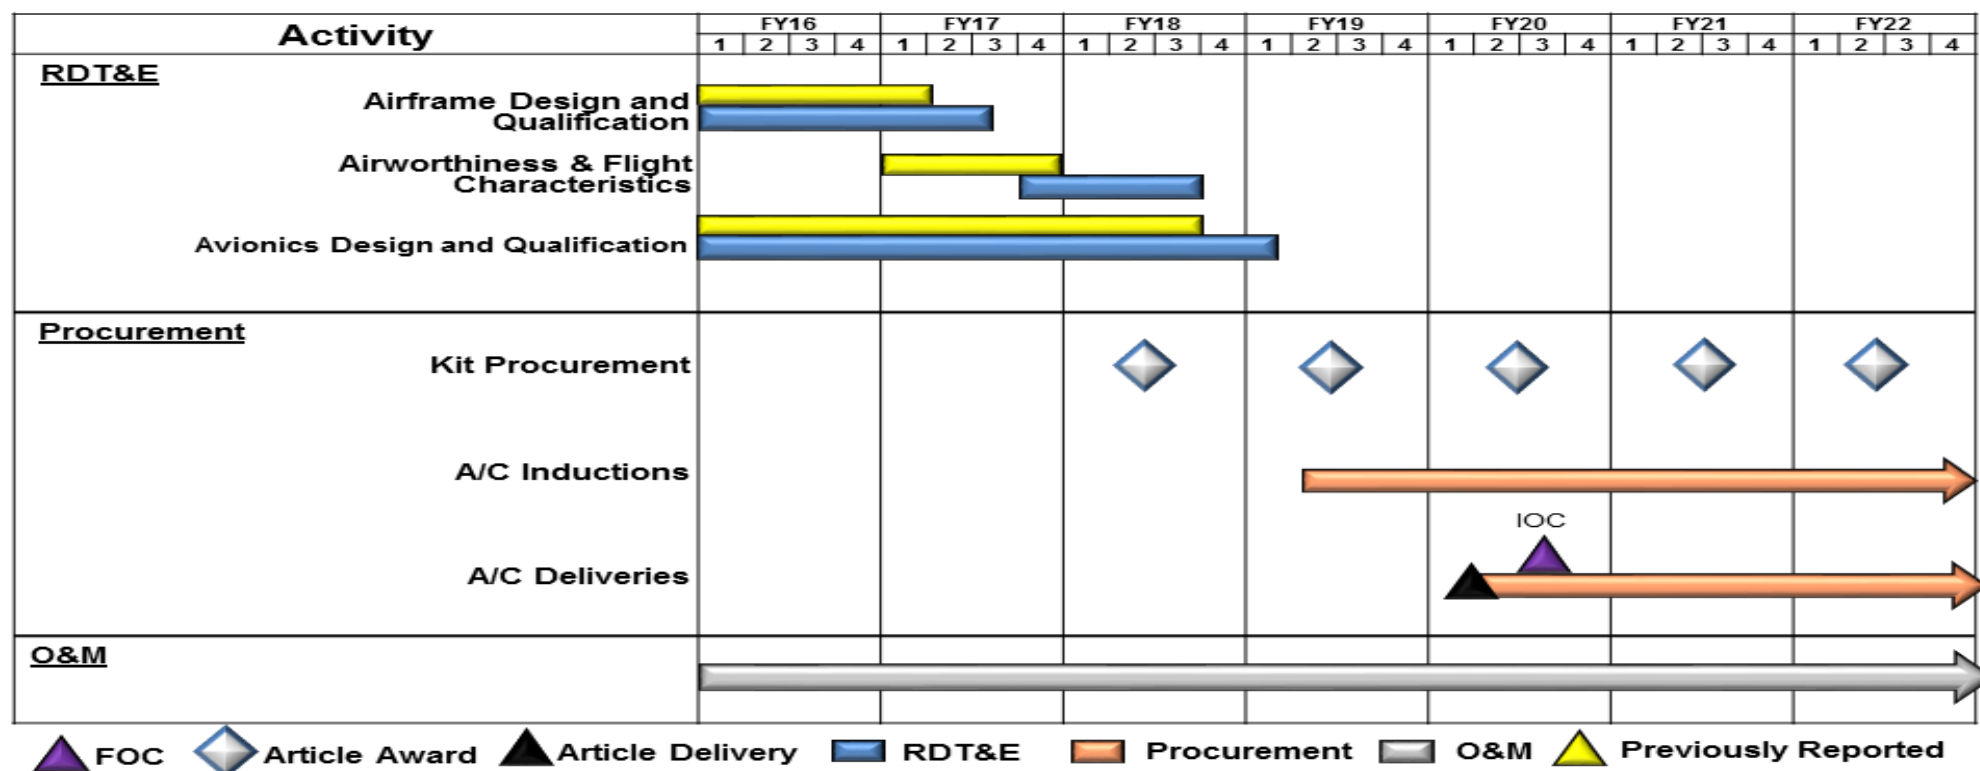 Activity
FY16 FY17 FY18 FY19 FY20 FY21 FY22
1 2 3 4 1 2 3 4 1 2 3 4 1 2 3 4 1 2 3 4 1 2 3 4 1 2 3 4
RDT&E
Airframe Design and
Qualification
Airworthiness & Flight
Characteristics
Avionics Design and Qualification
Procurement
Kit Procurement
A/C Inductions
IOC
A/C Deliveries
O&M
FOC Article Award Article Delivery RDT&E Procurement O&M Previously Reported